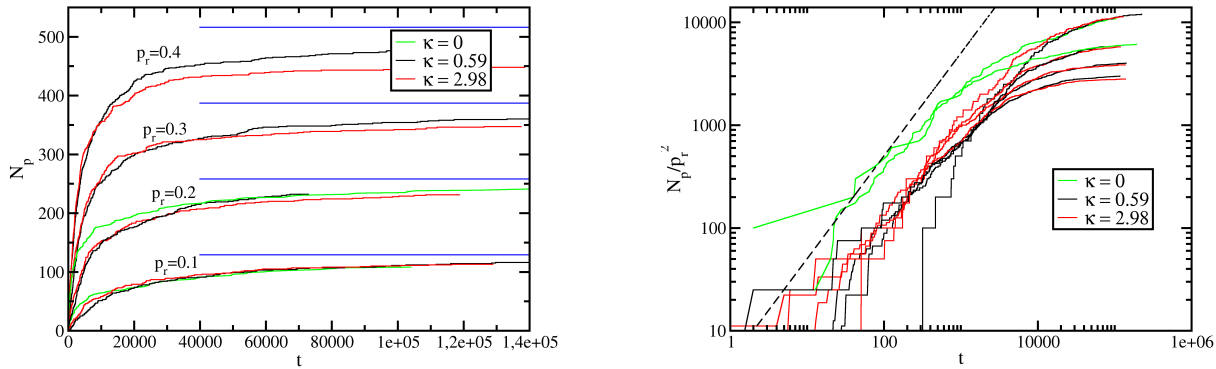 500
400
300
200
100
0
N_p
p_r=0.4
p_r=0.3
p_r=0.2
p_r=0.1
κ = 0
κ = 0.59
κ = 2.98
0 20000 40000 60000 80000 1e+05 1,2e+05 1,4e+05
t
10000
1000
100
10
N_p/p_r^2
κ = 0
κ = 0.59
κ = 2.98
1 100 10000 1e+06
t